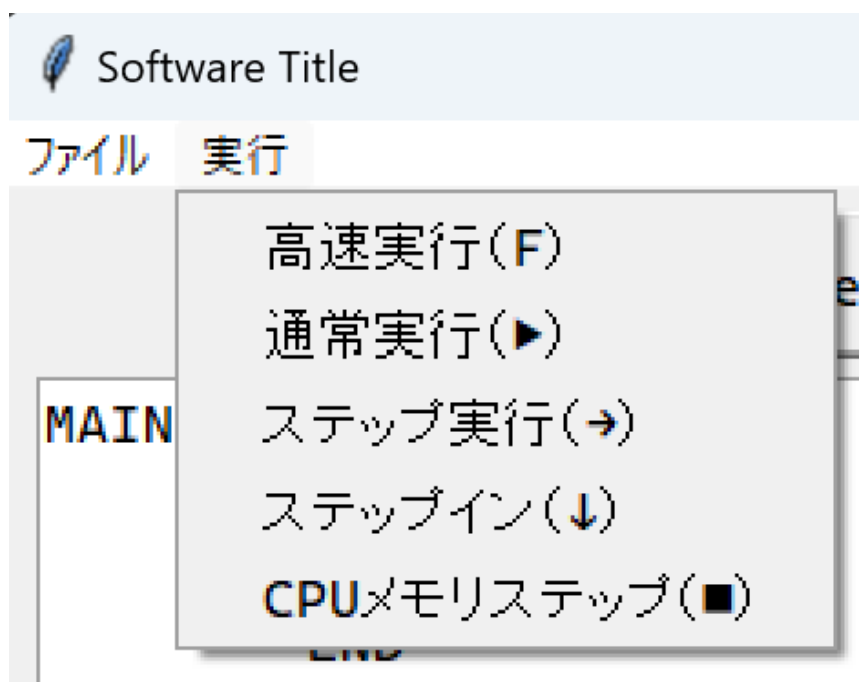 Software Title
ファイル 実行
高速実行(F)
通常実行(▶)
ステップ実行(→)
MAIN
ステップイン(↓)
CPUメモリステップ(■)